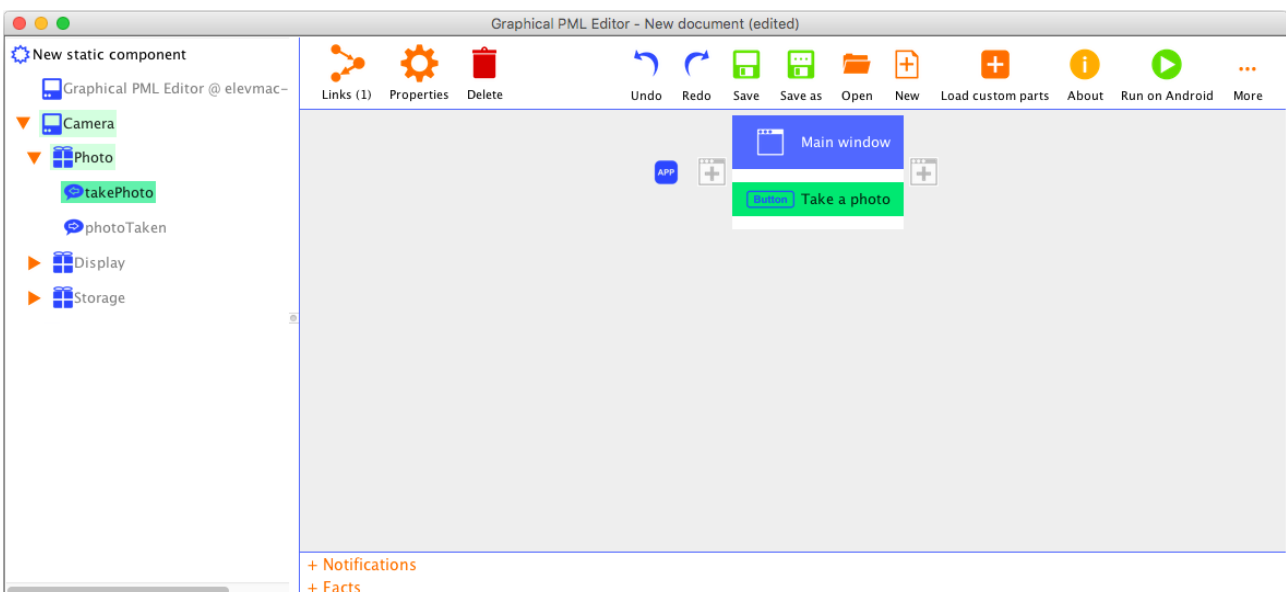 Graphical PML Editor - New document (edited)
New static component
Graphical PML Editor @ elevmac-
Camera
Photo
takePhoto
photoTaken
Display
Storage
Links (1) Properties Delete Undo Redo Save Save as Open New Load custom parts About Run on Android More
Main window
APP
Button Take a photo
+ Notifications
+ Facts